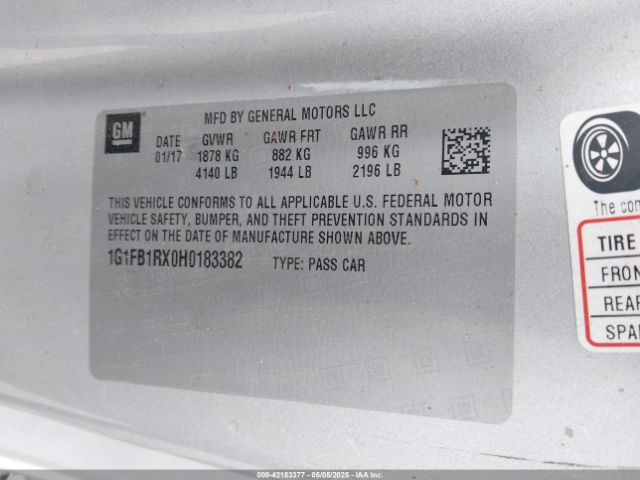 GM
MFD BY GENERAL MOTORS LLC
DATE GVWR GAWR FRT GAWR RR
01/17 1878 KG 882 KG 996 KG
4140 LB 1944 LB 2196 LB
THIS VEHICLE CONFORMS TO ALL APPLICABLE U.S. FEDERAL MOTOR
VEHICLE SAFETY, BUMPER, AND THEFT PREVENTION STANDARDS IN
EFFECT ON THE DATE OF MANUFACTURE SHOWN ABOVE.
1G1FB1RX0H0183382 TYPE: PASS CAR
The com
TIRE
FRON
REAR
SPA
000-42183377 - 05/05/2025 - IAA Inc.